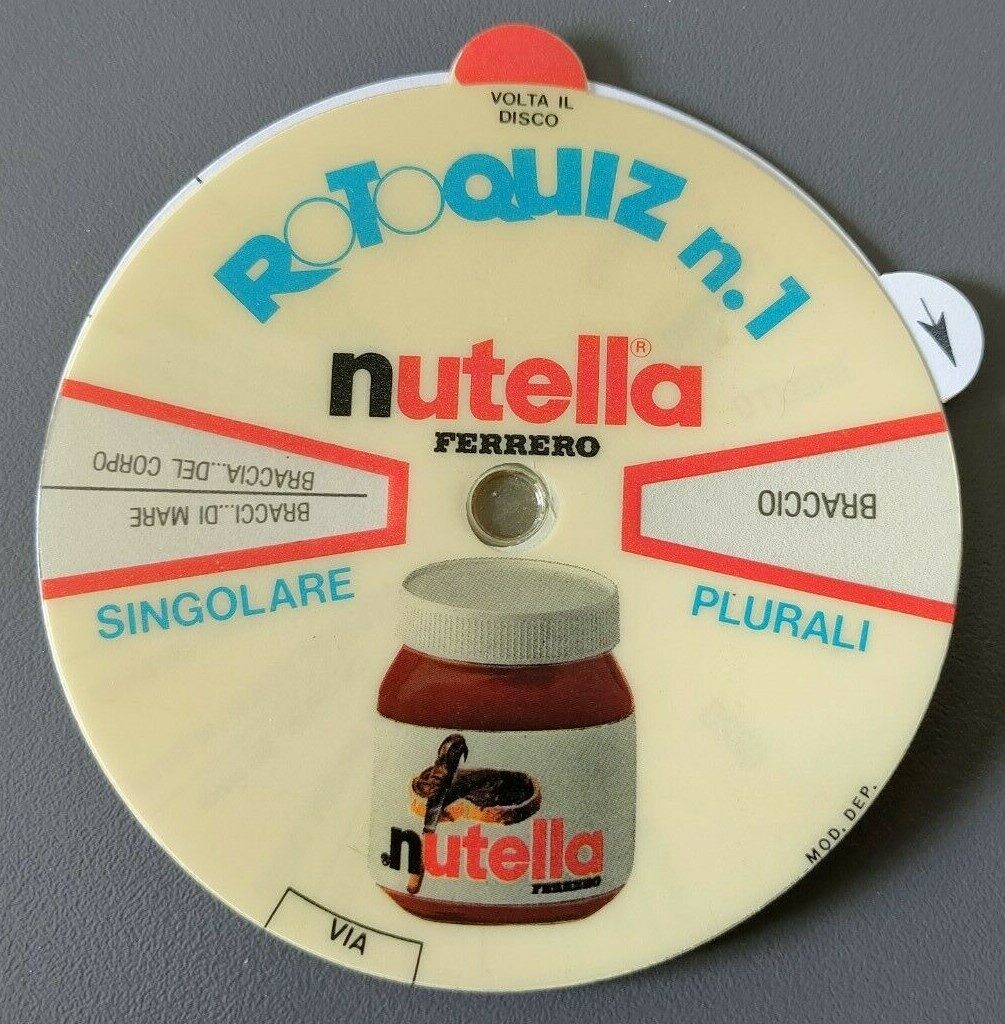 VOLTA IL
DISCO
ROTOQUIZ n.1
nutella®
FERRERO
BRACCIA...DEL CORPO
BRACCI...DI MARE
BRACCIO
SINGOLARE
PLURALI
nutella®
FERRERO
MOD. DEP.
VIA